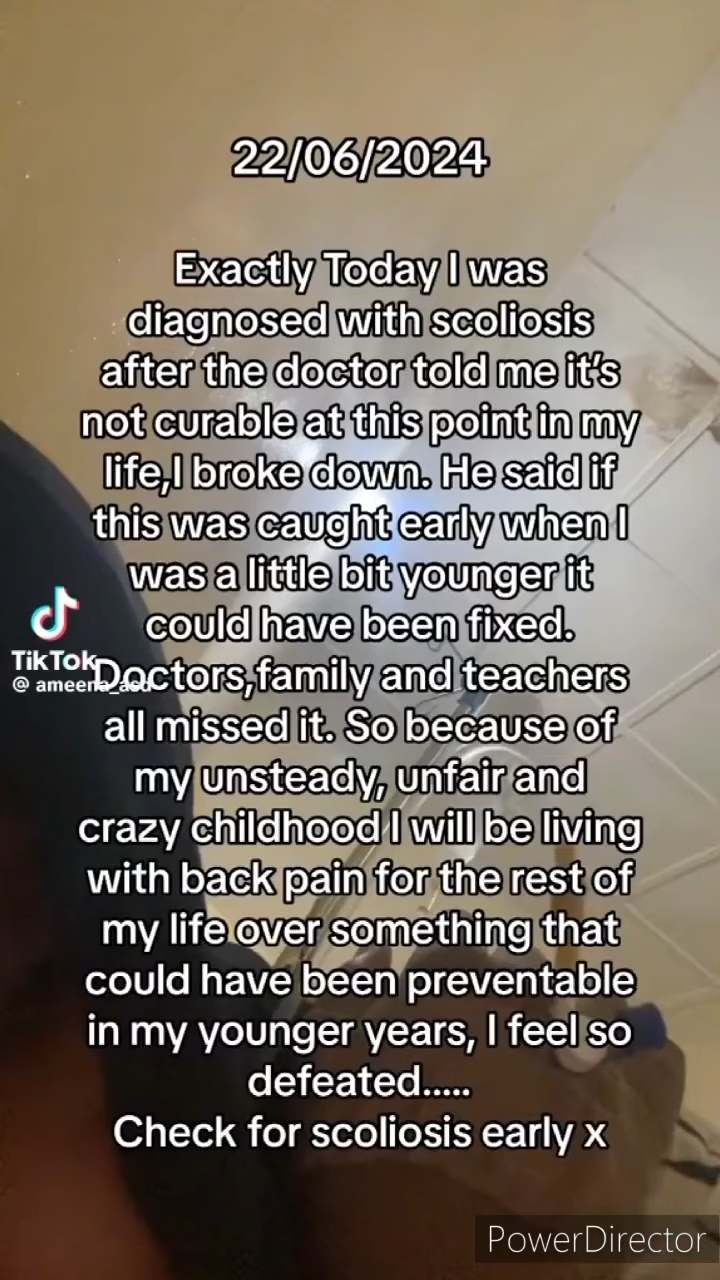 22/06/2024
Exactly Today I was
diagnosed with scoliosis
after the doctor told me it's
not curable at this point in my
life,I broke down. He said if
this was caught early when I
was a little bit younger it
could have been fixed.
Doctors,family and teachers
all missed it. So because of
my unsteady, unfair and
crazy childhood I will be living
with back pain for the rest of
my life over something that
could have been preventable
in my younger years, I feel so
defeated.....
Check for scoliosis early x
TikTok
PowerDirector